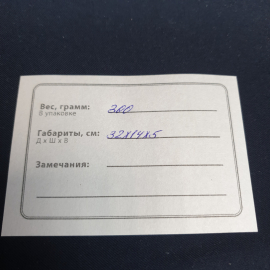 Вес, грамм: 300
В упаковке
Габариты, см: 32х14х5
Д х Ш х В
Замечания: